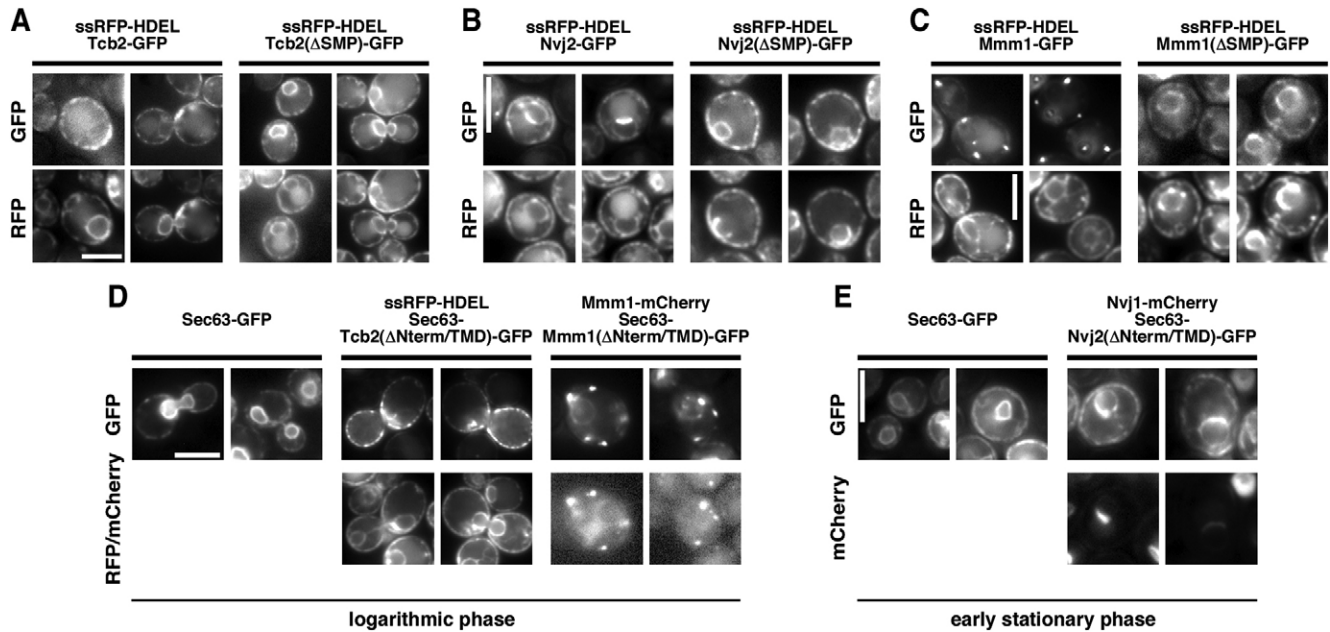 A
ssRFP-HDEL
Tcb2-GFP
ssRFP-HDEL
Tcb2(ΔSMP)-GFP
GFP
RFP
B
ssRFP-HDEL
Nvj2-GFP
ssRFP-HDEL
Nvj2(ΔSMP)-GFP
GFP
RFP
C
ssRFP-HDEL
Mmm1-GFP
ssRFP-HDEL
Mmm1(ΔSMP)-GFP
GFP
RFP
D
Sec63-GFP
ssRFP-HDEL
Sec63-
Tcb2(ΔNterm/TMD)-GFP
Mmm1-mCherry
Sec63-
Mmm1(ΔNterm/TMD)-GFP
GFP
RFP/mCherry
logarithmic phase
E
Sec63-GFP
Nvj1-mCherry
Sec63-
Nvj2(ΔNterm/TMD)-GFP
GFP
mCherry
early stationary phase